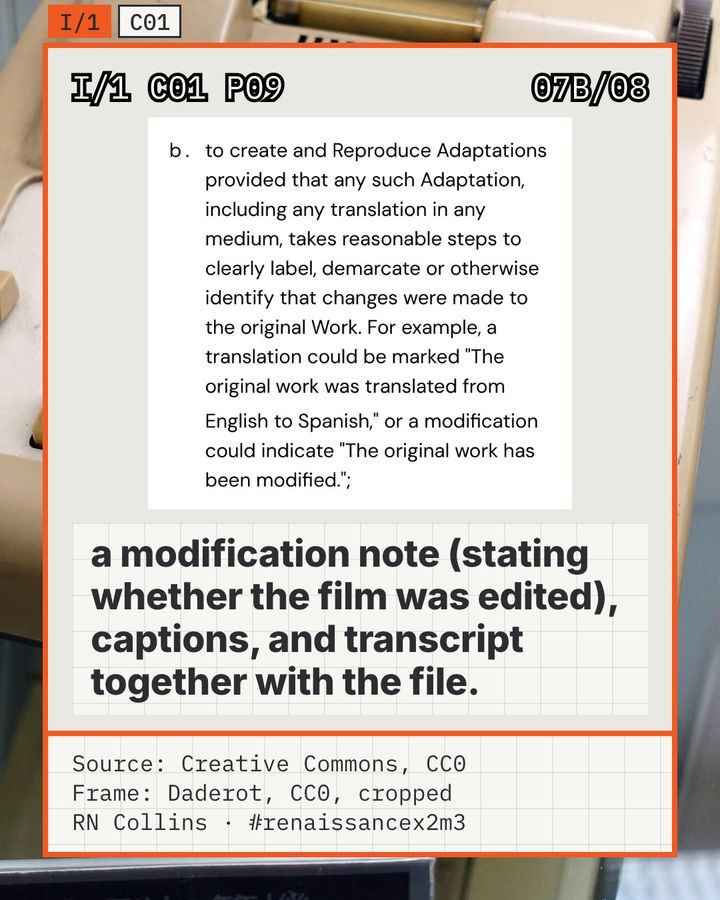 I/1 C01
I/1 C01 P09 07B/08
b. to create and Reproduce Adaptations
provided that any such Adaptation,
including any translation in any
medium, takes reasonable steps to
clearly label, demarcate or otherwise
identify that changes were made to
the original Work. For example, a
translation could be marked "The
original work was translated from
English to Spanish," or a modification
could indicate "The original work has
been modified.";
a modification note (stating
whether the film was edited),
captions, and transcript
together with the file.
Source: Creative Commons, CC0
Frame: Daderot, CC0, cropped
RN Collins · #renaissancex2m3